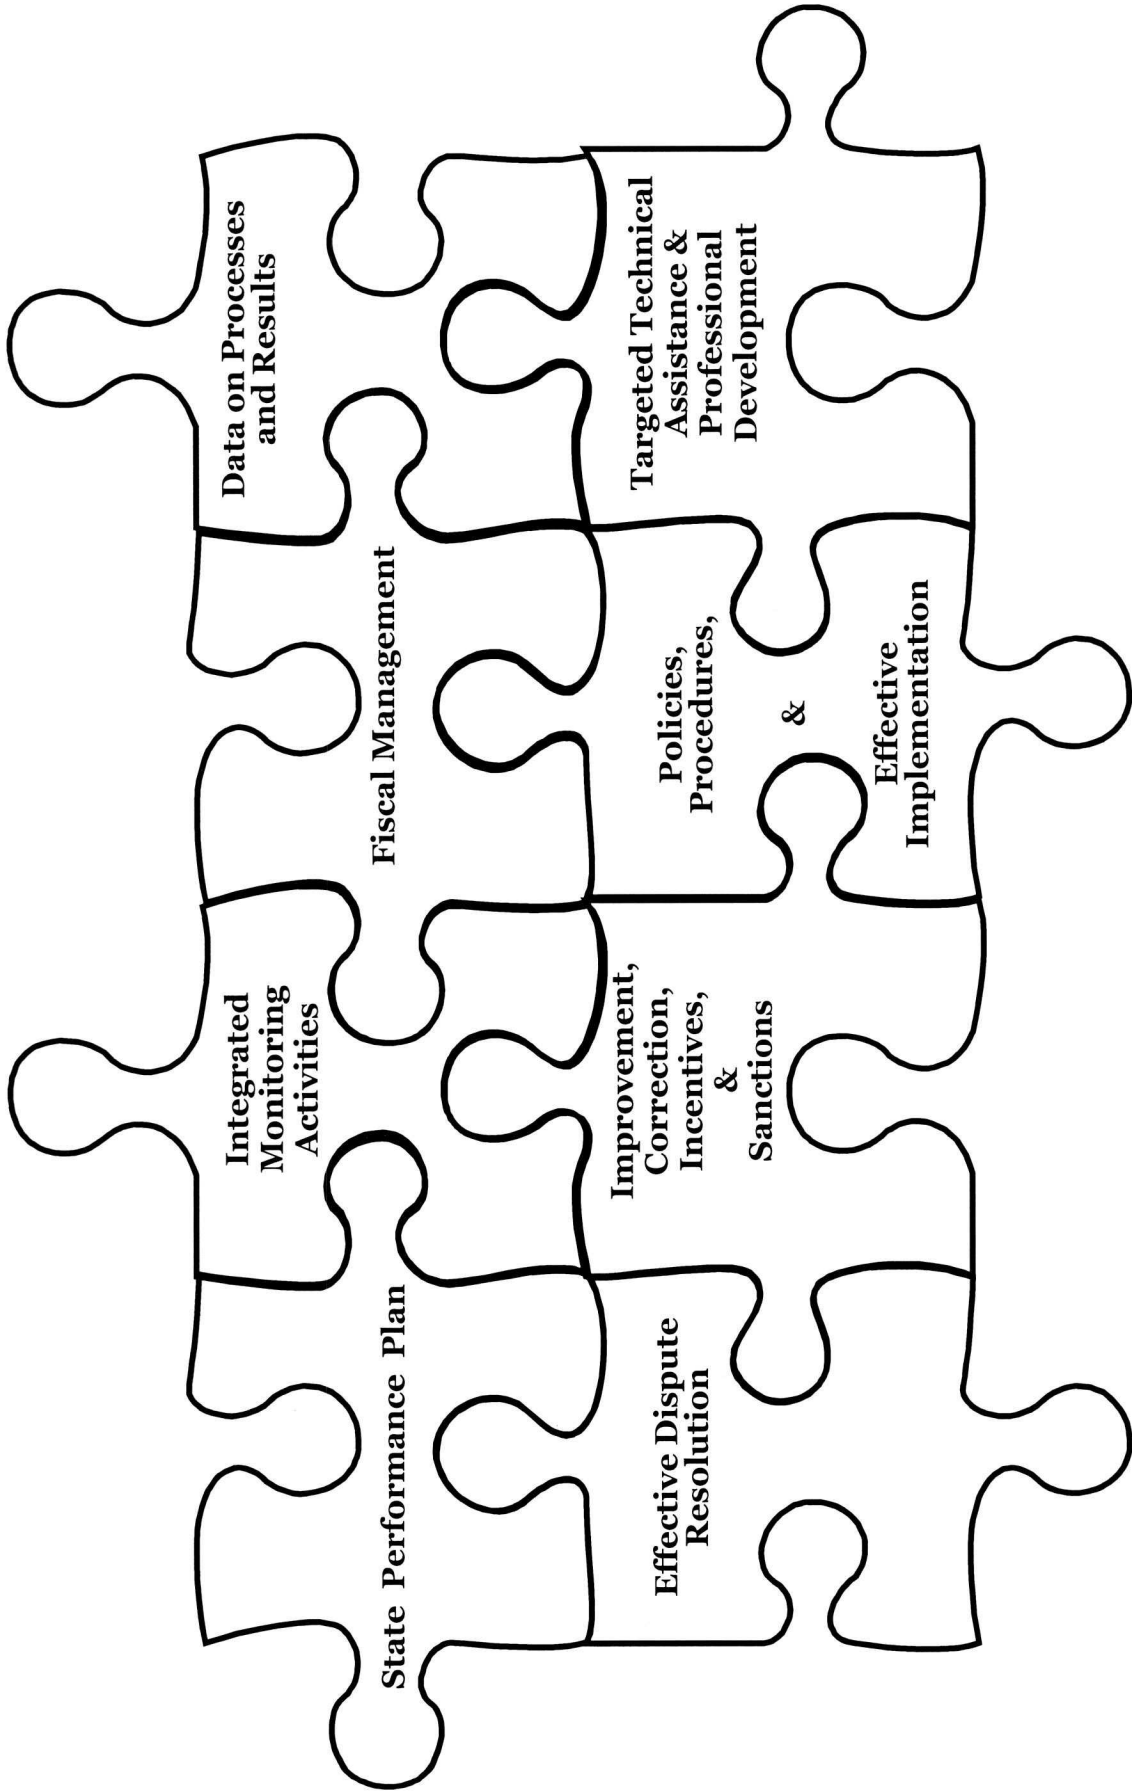 State Performance Plan
Integrated
Monitoring
Activities
Fiscal Management
Data on Processes
and Results
Effective Dispute
Resolution
Improvement,
Correction,
Incentives,
&
Sanctions
Policies,
Procedures,
&
Effective
Implementation
Targeted Technical
Assistance &
Professional
Development